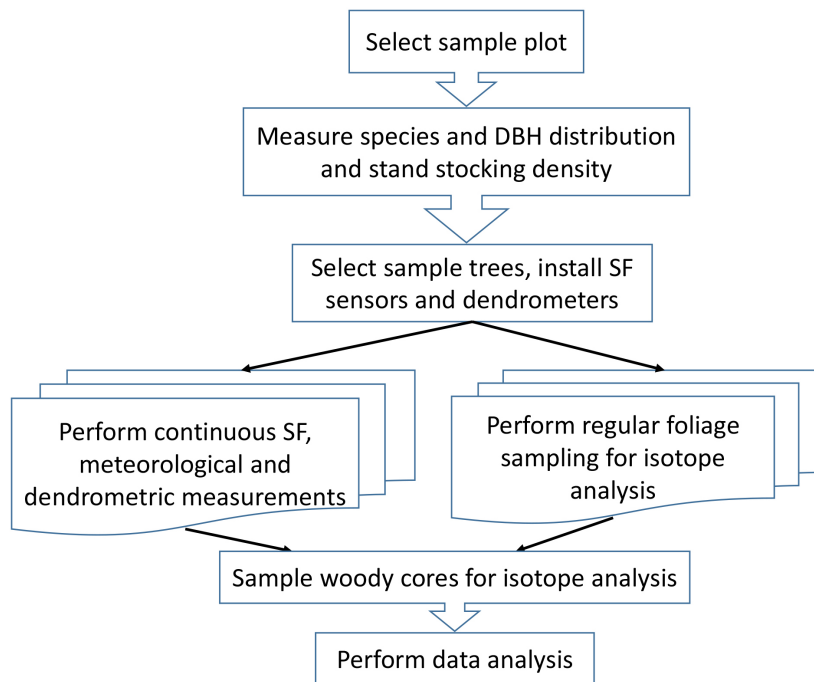 Select sample plot
Measure species and DBH distribution
and stand stocking density
Select sample trees, install SF
sensors and dendrometers
Perform continuous SF,
meteorological and
dendrometric measurements
Perform regular foliage
sampling for isotope
analysis
Sample woody cores for isotope analysis
Perform data analysis